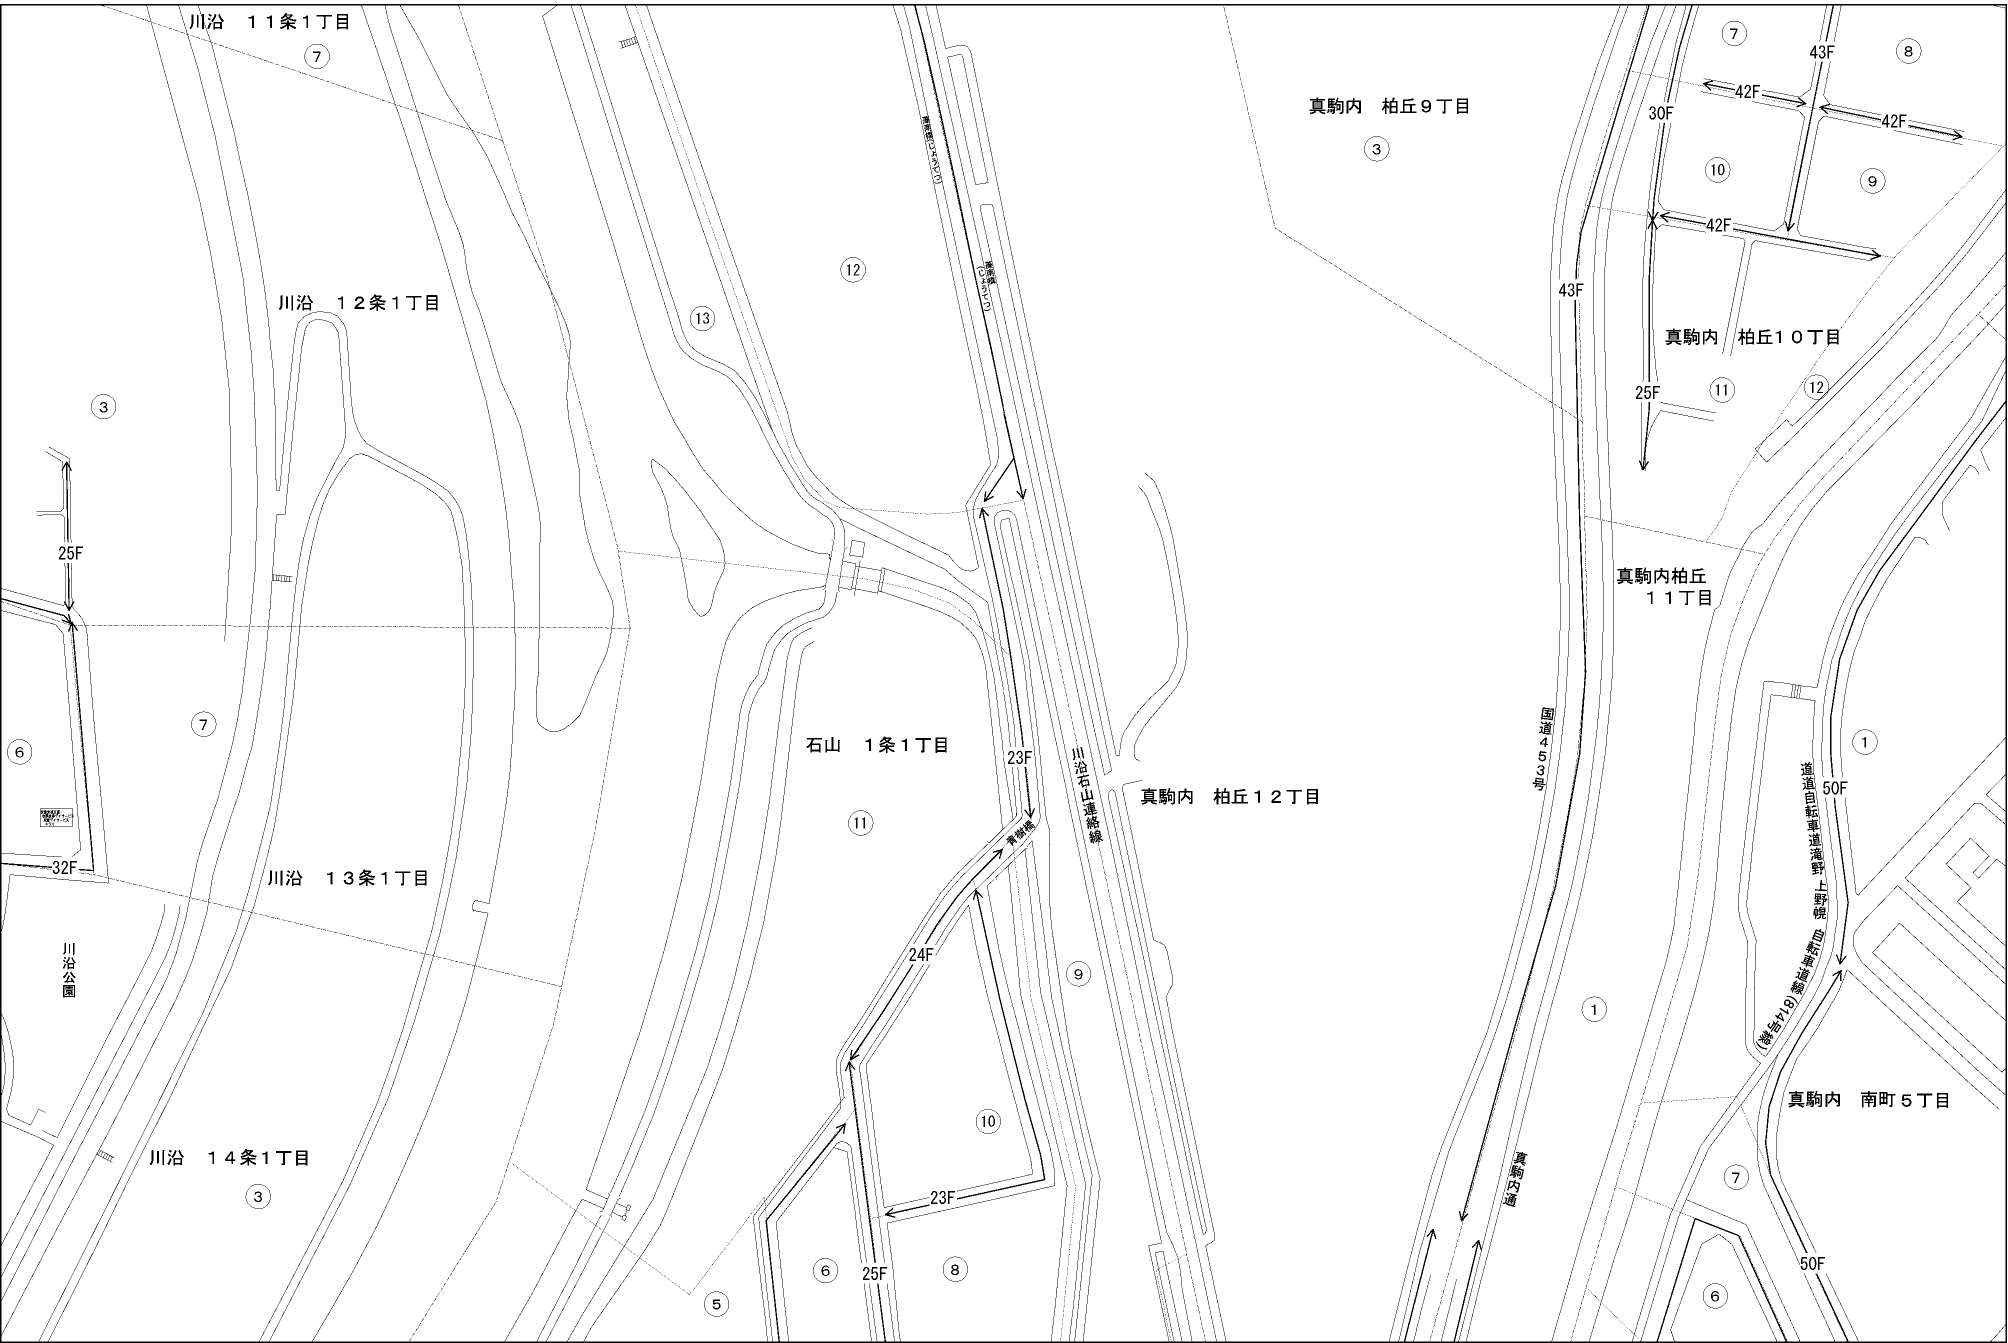 川沿　１１条１丁目
7
真駒内　柏丘９丁目
3
7
43F
8
42F
42F
30F
10
9
42F
川沿　１２条１丁目
12
13
43F
真駒内　柏丘１０丁目
25F
11
12
3
25F
真駒内柏丘
１１丁目
7
6
石山　１条１丁目
23F
川沿石山連絡線
真駒内　柏丘１２丁目
国道４５３号
1
50F
道道自転車道滝野上野幌自転車道線(814号線)
11
青樹橋
32F
川沿　１３条１丁目
川沿公園
24F
9
1
10
真駒内　南町５丁目
川沿　１４条１丁目
3
真駒内通
7
23F
6
25F
8
5
50F
6